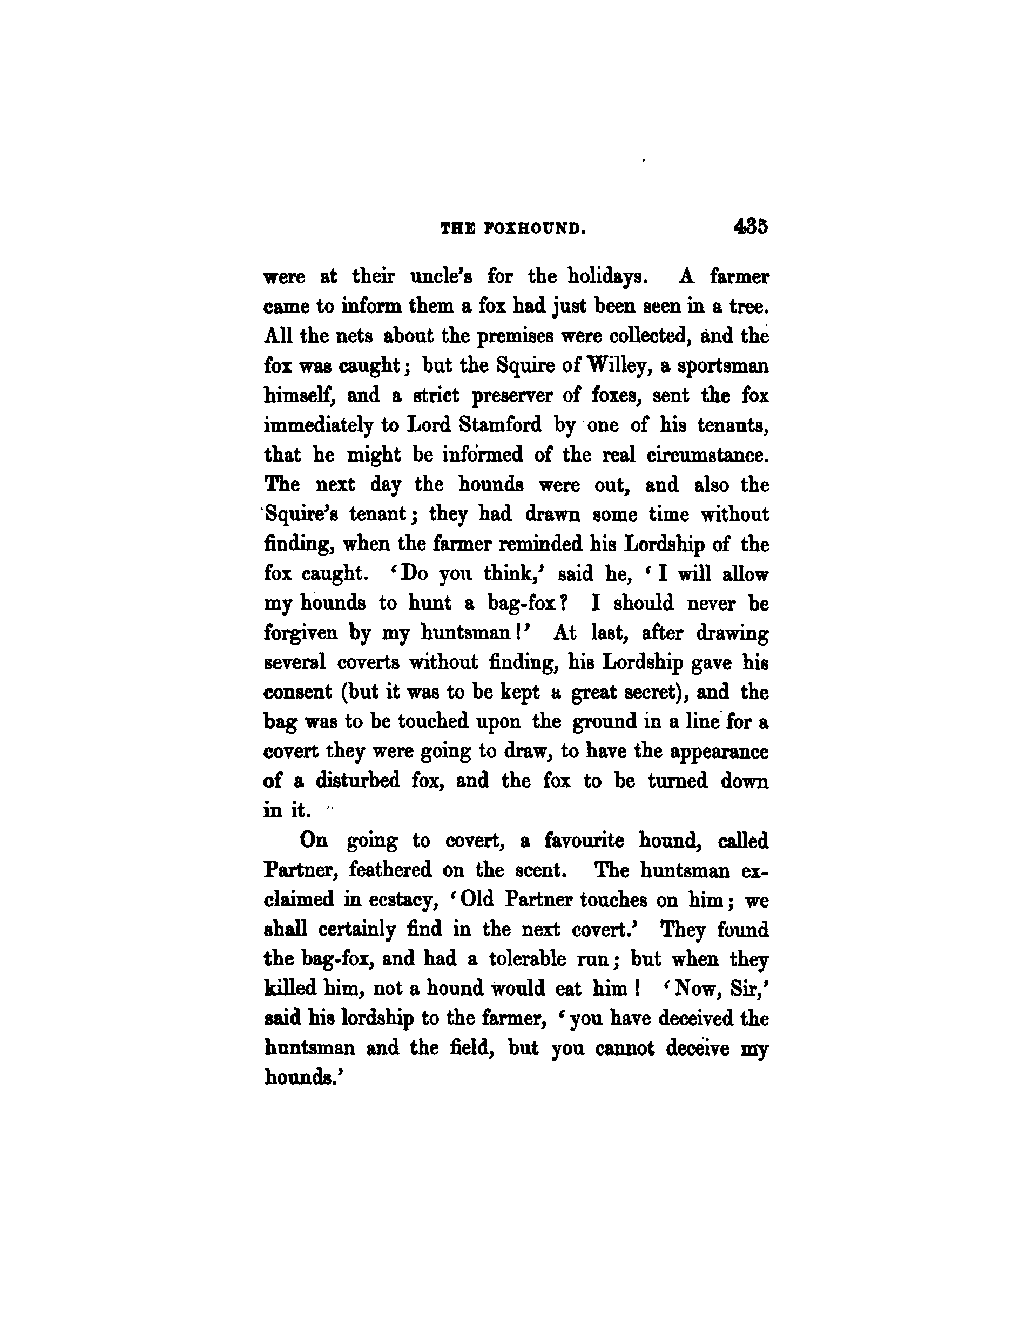 THE FOXHOUND. 435
were at their uncle's for the holidays. A farmer
came to inform them a fox had just been seen in a tree.
All the nets about the premises were collected, and the
fox was caught; but the Squire of Willey, a sportsman
himself, and a strict preserver of foxes, sent the fox
immediately to Lord Stamford by one of his tenants,
that he might be informed of the real circumstance.
The next day the hounds were out, and also the
Squire's tenant; they had drawn some time without
finding, when the farmer reminded his Lordship of the
fox caught. 'Do you think,' said he, 'I will allow
my hounds to hunt a bag-fox? I should never be
forgiven by my huntsman!' At last, after drawing
several coverts without finding, his Lordship gave his
consent (but it was to be kept a great secret), and the
bag was to be touched upon the ground in a line for a
covert they were going to draw, to have the appearance
of a disturbed fox, and the fox to be turned down
in it.
On going to covert, a favourite hound, called
Partner, feathered on the scent. The huntsman ex-
claimed in ecstacy, 'Old Partner touches on him; we
shall certainly find in the next covert.' They found
the bag-fox, and had a tolerable run; but when they
killed him, not a hound would eat him! 'Now, Sir,'
said his lordship to the farmer, 'you have deceived the
huntsman and the field, but you cannot deceive my
hounds.'